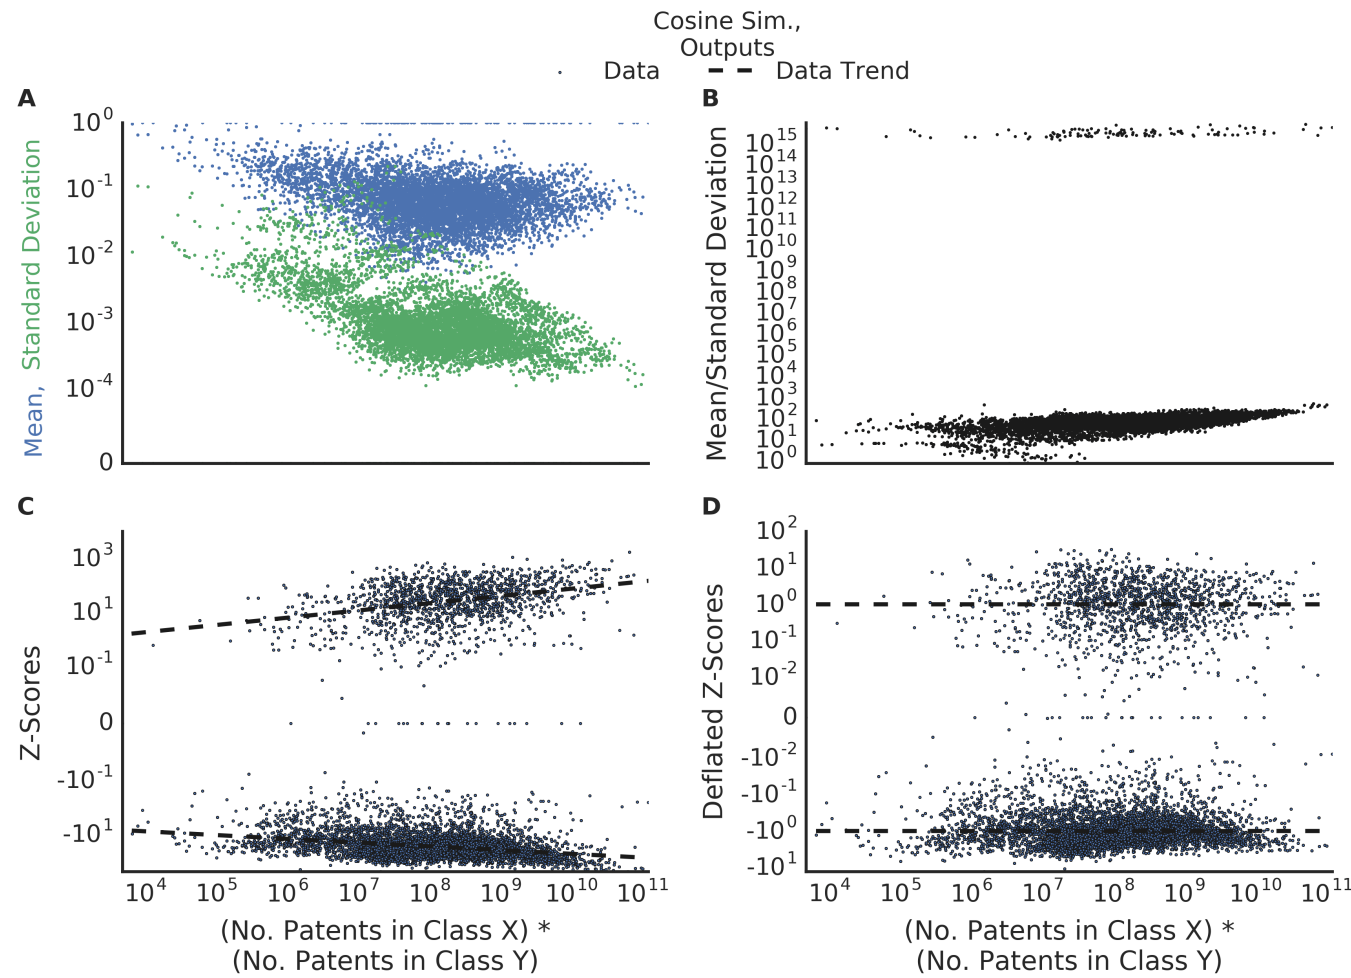 Cosine Sim.,
Outputs
Data
Data Trend
A
10^0
10^-1
10^-2
10^-3
10^-4
0
Mean, Standard Deviation
B
10^15
10^14
10^13
10^12
10^11
10^10
10^9
10^8
10^7
10^6
10^5
10^4
10^3
10^2
10^1
10^0
Mean/Standard Deviation
C
10^3
10^1
10^-1
0
-10^-1
-10^1
Z-Scores
10^4 10^5 10^6 10^7 10^8 10^9 10^10 10^11
(No. Patents in Class X) *
(No. Patents in Class Y)
D
10^2
10^1
10^0
10^-1
10^-2
0
-10^-2
-10^-1
-10^0
-10^1
Deflated Z-Scores
10^4 10^5 10^6 10^7 10^8 10^9 10^10 10^11
(No. Patents in Class X) *
(No. Patents in Class Y)